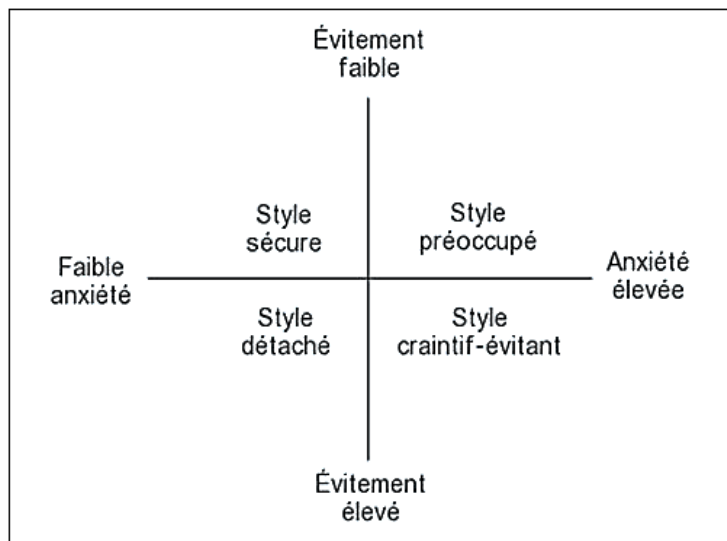 Évitement
faible
Style
sécure
Style
préoccupé
Faible
anxiété
Anxiété
élevée
Style
détaché
Style
craintif-évitant
Évitement
élevé